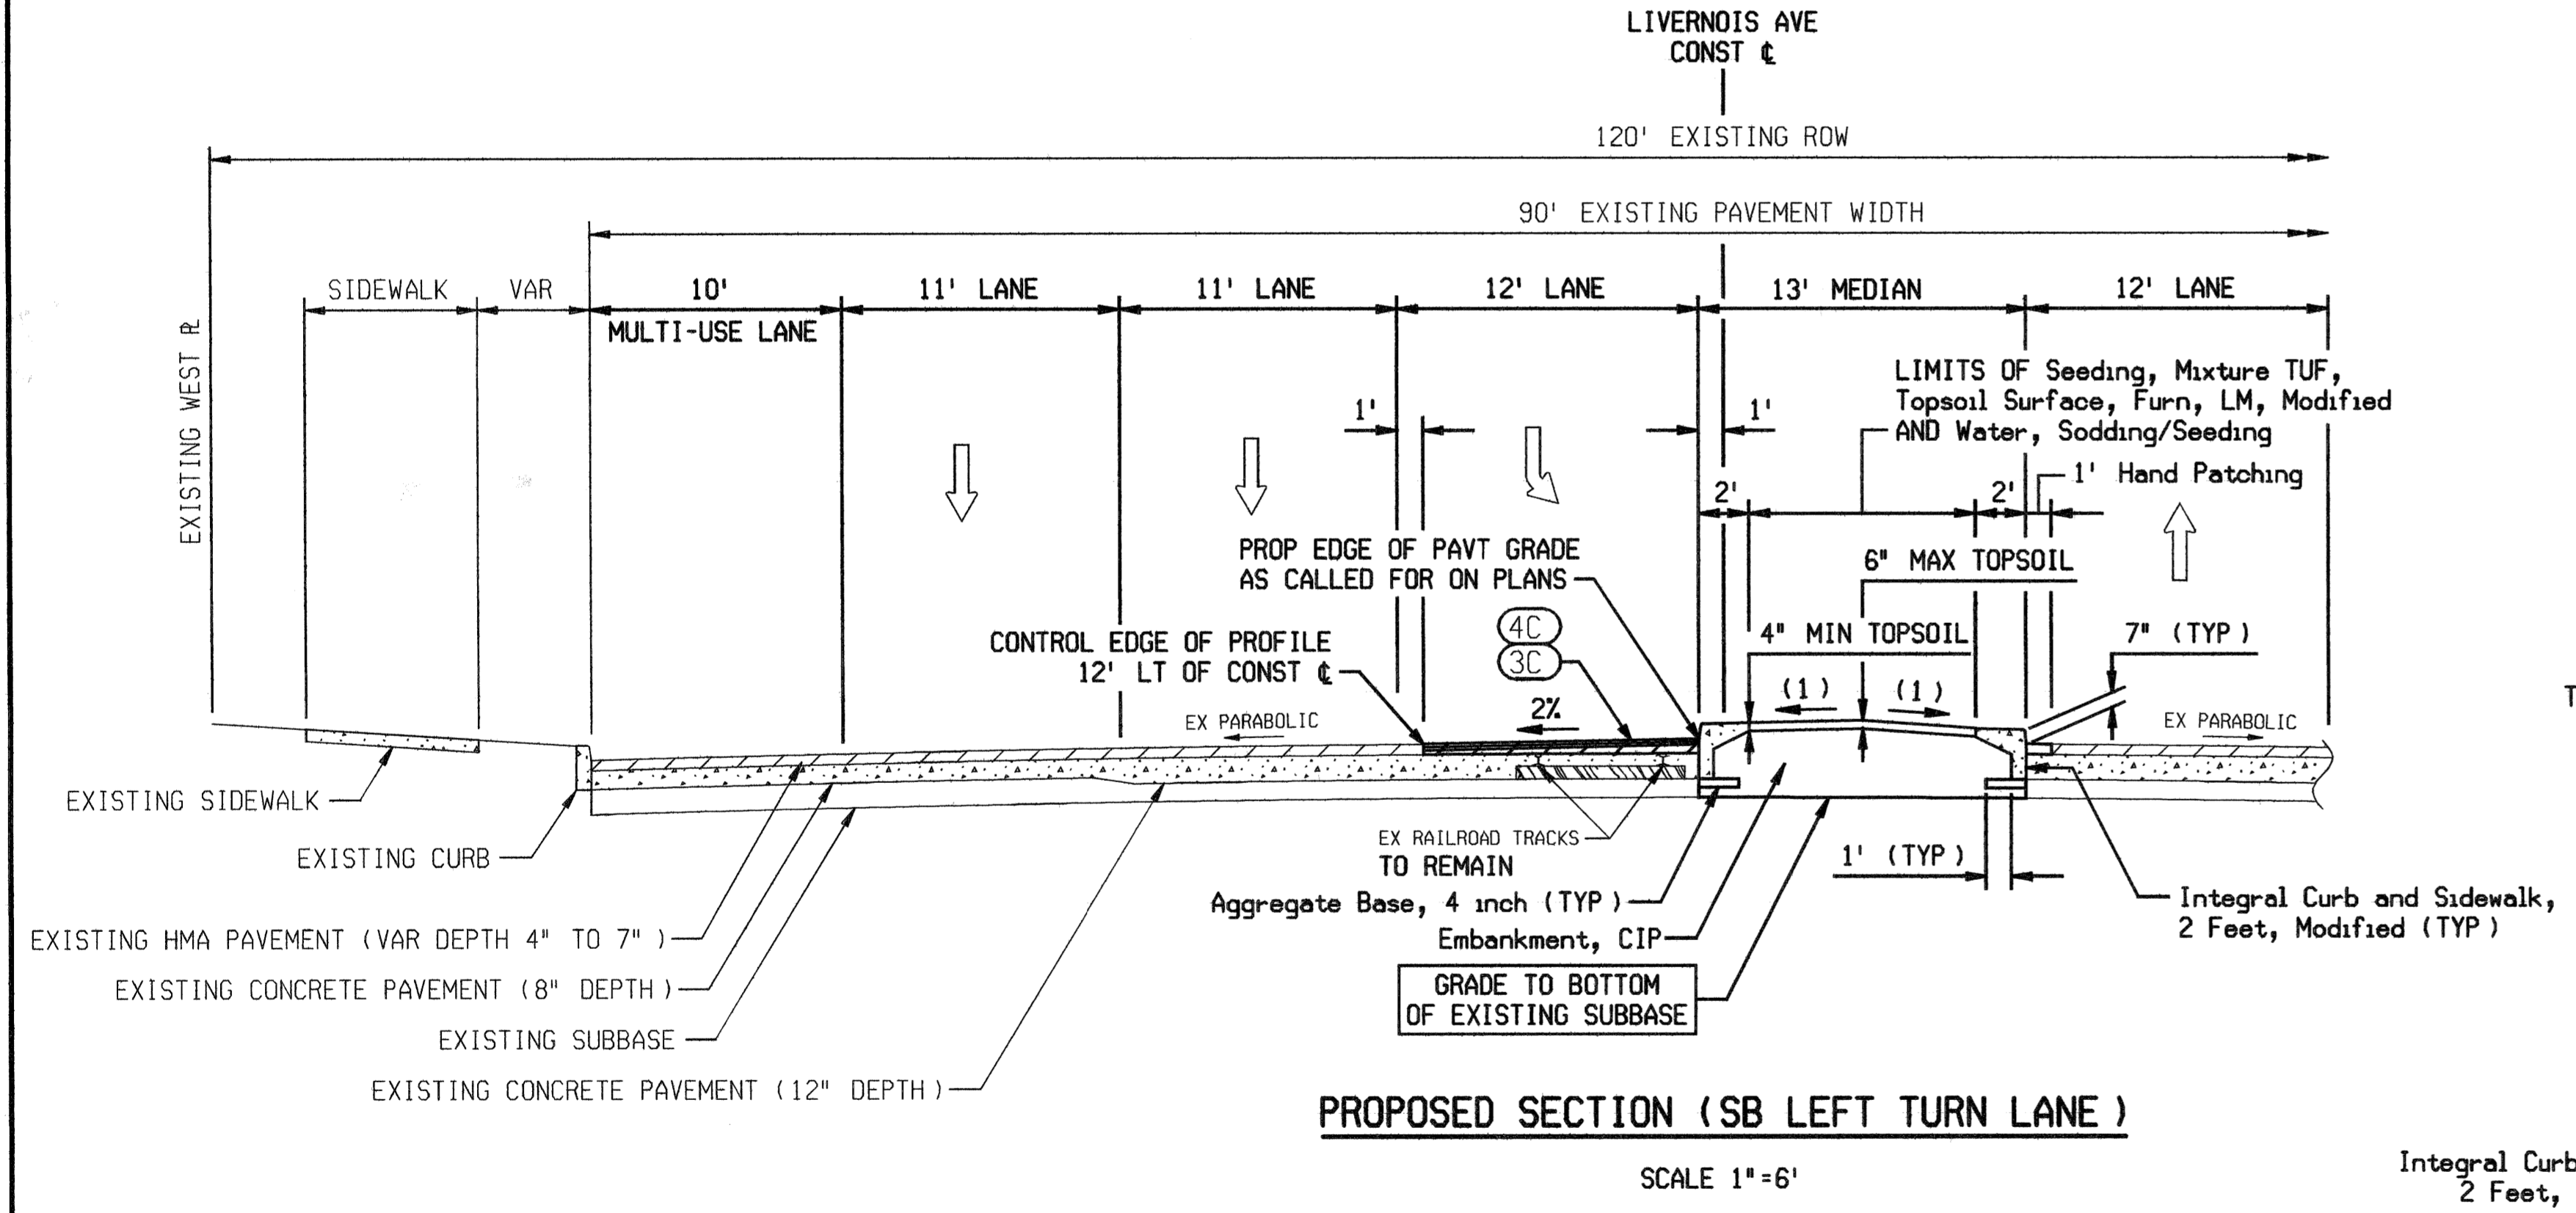 LIVERNOIS AVE
CONST ℄
120' EXISTING ROW
90' EXISTING PAVEMENT WIDTH
SIDEWALK
VAR
10'
MULTI-USE LANE
11' LANE
11' LANE
12' LANE
13' MEDIAN
12' LANE
EXISTING WEST ⅊
LIMITS OF Seeding, Mixture TUF,
Topsoil Surface, Furn, LM, Modified
AND Water, Sodding/Seeding
1'
1'
2'
2'
1' Hand Patching
PROP EDGE OF PAVT GRADE
AS CALLED FOR ON PLANS
6" MAX TOPSOIL
4C
3C
4" MIN TOPSOIL
7" (TYP)
CONTROL EDGE OF PROFILE
12' LT OF CONST ℄
(1)
(1)
2%
EX PARABOLIC
EX PARABOLIC
T
EXISTING SIDEWALK
EX RAILROAD TRACKS
TO REMAIN
EXISTING CURB
1' (TYP)
Aggregate Base, 4 inch (TYP)
Integral Curb and Sidewalk,
2 Feet, Modified (TYP)
EXISTING HMA PAVEMENT (VAR DEPTH 4" TO 7")
Embankment, CIP
EXISTING CONCRETE PAVEMENT (8" DEPTH)
GRADE TO BOTTOM
OF EXISTING SUBBASE
EXISTING SUBBASE
EXISTING CONCRETE PAVEMENT (12" DEPTH)
PROPOSED SECTION (SB LEFT TURN LANE)
SCALE 1"=6'
Integral Curb
2 Feet,